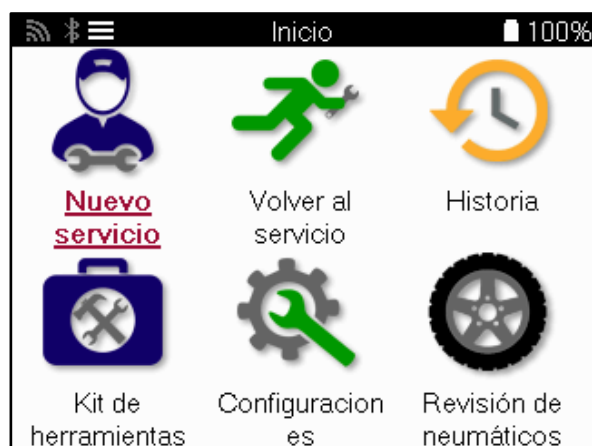 Inicio
100%
Nuevo
servicio
Volver al
servicio
Historia
Kit de
herramientas
Configuracion
es
Revisión de
neumáticos